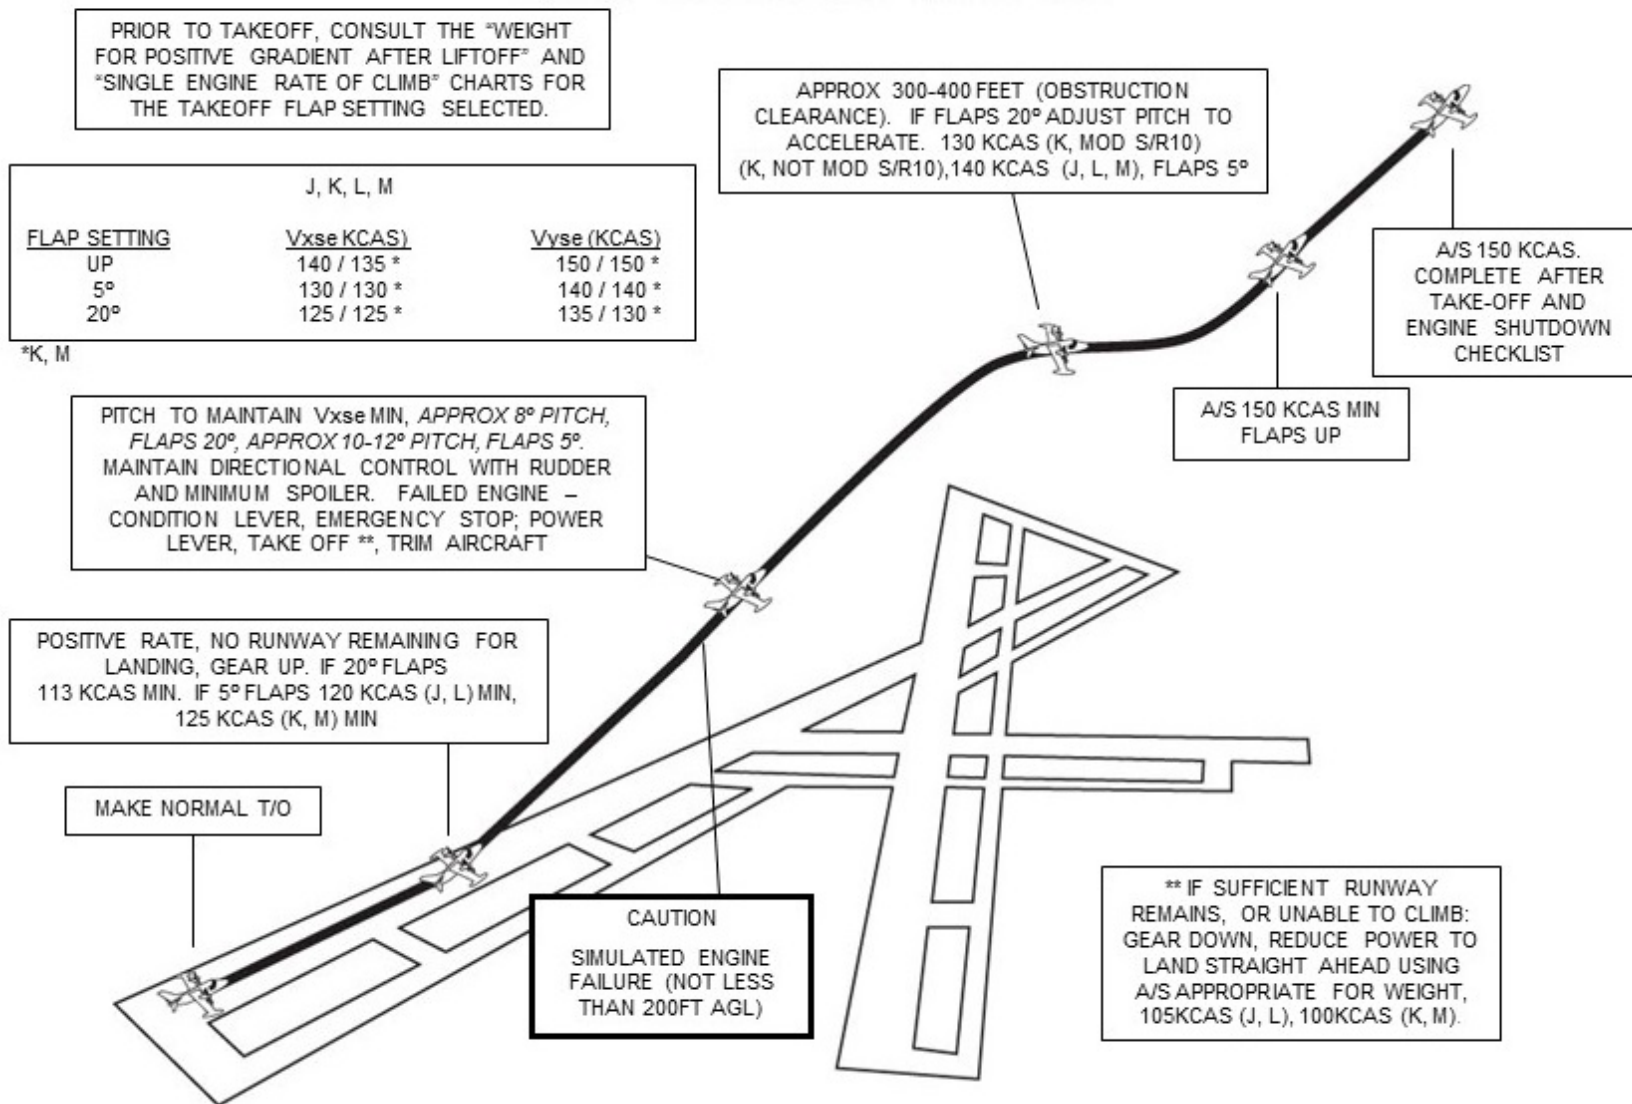 PRIOR TO TAKEOFF, CONSULT THE “WEIGHT
FOR POSITIVE GRADIENT AFTER LIFTOFF” AND
“SINGLE ENGINE RATE OF CLIMB” CHARTS FOR
THE TAKEOFF FLAP SETTING SELECTED.
J, K, L, M
FLAP SETTING Vxse KCAS) Vyse (KCAS)
UP 140 / 135 * 150 / 150 *
5º 130 / 130 * 140 / 140 *
20º 125 / 125 * 135 / 130 *
*K, M
APPROX 300-400 FEET (OBSTRUCTION
CLEARANCE). IF FLAPS 20º ADJUST PITCH TO
ACCELERATE. 130 KCAS (K, MOD S/R10)
(K, NOT MOD S/R10),140 KCAS (J, L, M), FLAPS 5º
A/S 150 KCAS.
COMPLETE AFTER
TAKE-OFF AND
ENGINE SHUTDOWN
CHECKLIST
A/S 150 KCAS MIN
FLAPS UP
PITCH TO MAINTAIN Vxse MIN, APPROX 8º PITCH,
FLAPS 20º, APPROX 10-12º PITCH, FLAPS 5º.
MAINTAIN DIRECTIONAL CONTROL WITH RUDDER
AND MINIMUM SPOILER. FAILED ENGINE –
CONDITION LEVER, EMERGENCY STOP; POWER
LEVER, TAKE OFF **, TRIM AIRCRAFT
POSITIVE RATE, NO RUNWAY REMAINING FOR
LANDING, GEAR UP. IF 20º FLAPS
113 KCAS MIN. IF 5º FLAPS 120 KCAS (J, L) MIN,
125 KCAS (K, M) MIN
MAKE NORMAL T/O
CAUTION
SIMULATED ENGINE
FAILURE (NOT LESS
THAN 200FT AGL)
** IF SUFFICIENT RUNWAY
REMAINS, OR UNABLE TO CLIMB:
GEAR DOWN, REDUCE POWER TO
LAND STRAIGHT AHEAD USING
A/S APPROPRIATE FOR WEIGHT,
105KCAS (J, L), 100KCAS (K, M).